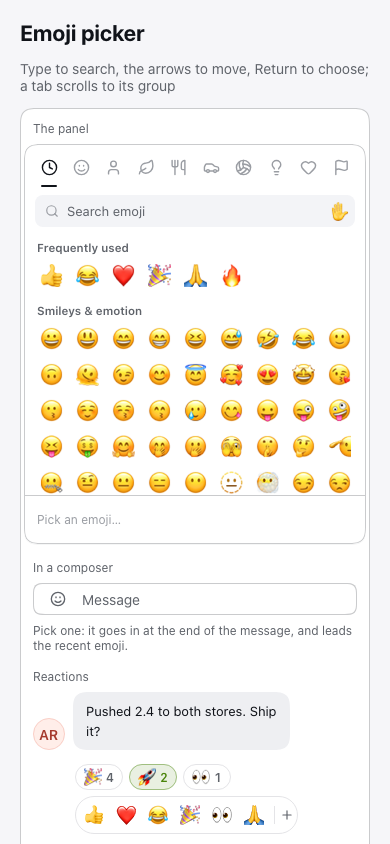 Emoji picker
Type to search, the arrows to move, Return to choose;
a tab scrolls to its group
The panel
Search emoji
Frequently used
Smileys & emotion
Pick an emoji...
In a composer
Message
Pick one: it goes in at the end of the message, and leads
the recent emoji.
Reactions
Pushed 2.4 to both stores. Ship
it?
AR
4
2
1